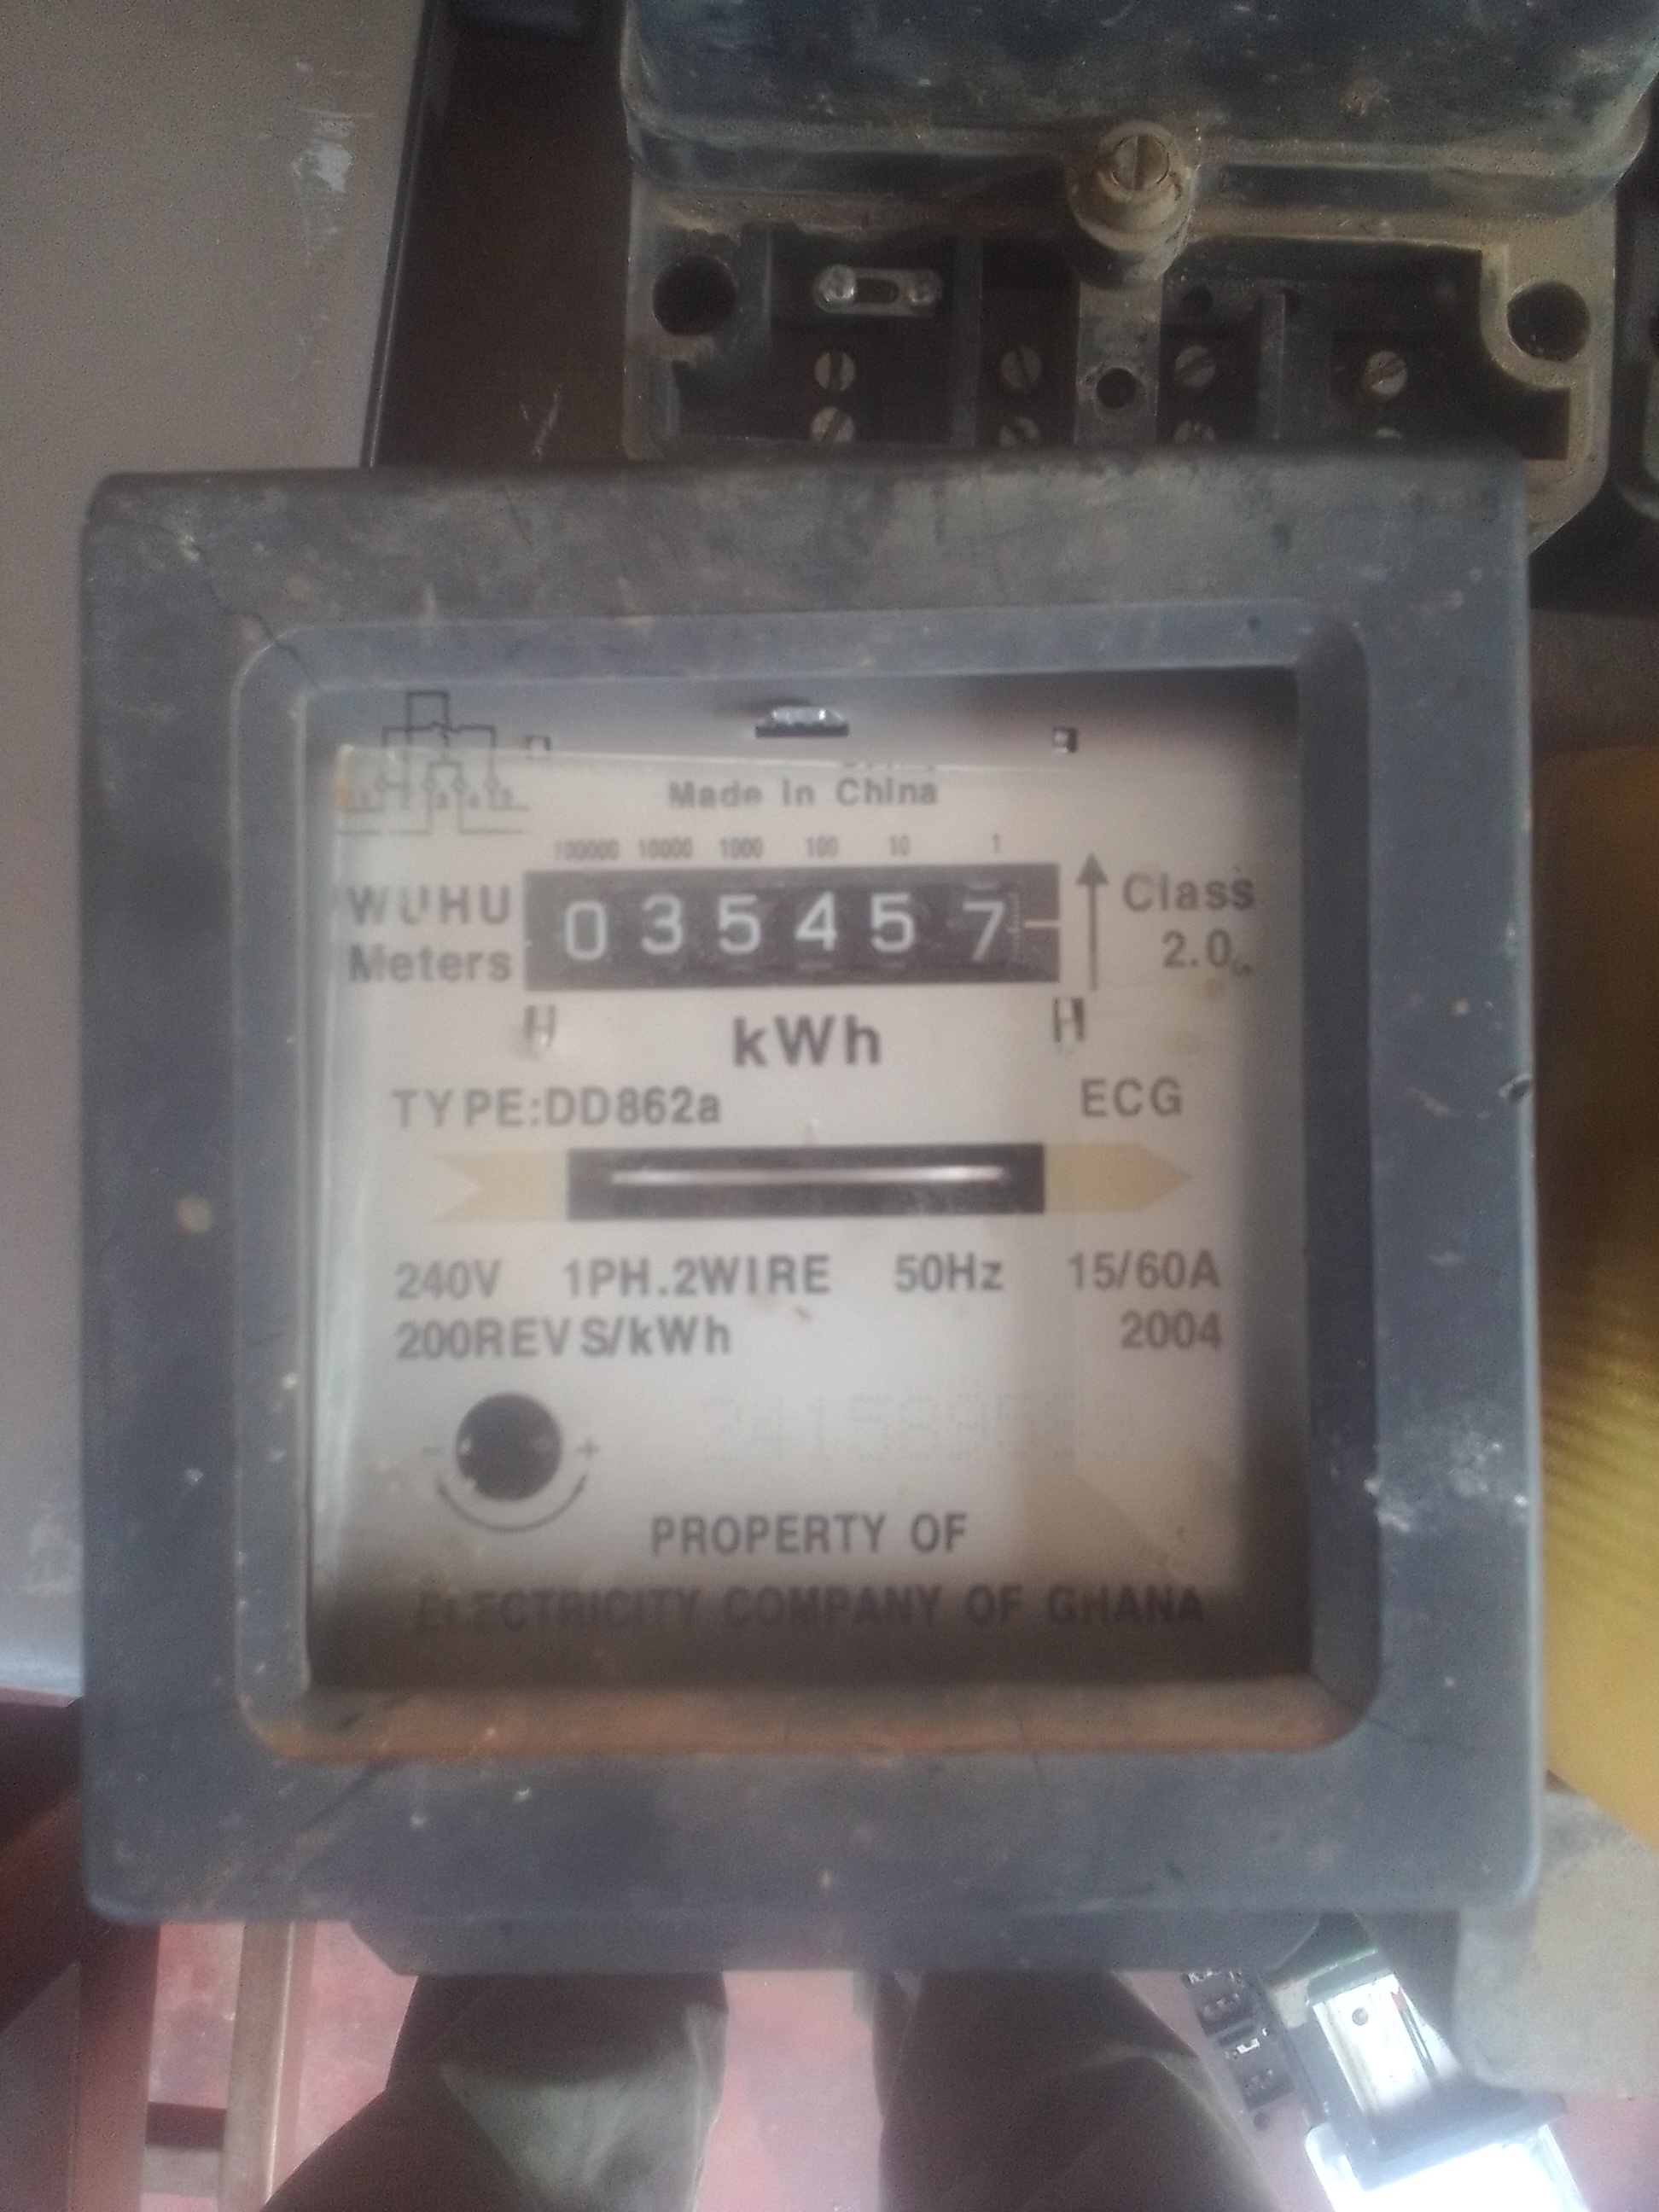 Made in China
100000 10000 1000 100 10 1
WUHU Meters
035457
Class 2.0
kWh
TYPE:DD862a ECG
240V 1PH.2WIRE 50Hz 15/60A
200REVS/kWh 2004
- +
PROPERTY OF
ELECTRICITY COMPANY OF GHANA